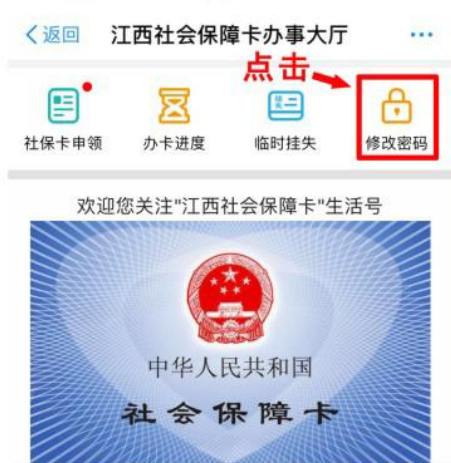 返回 江西社会保障卡办事大厅 ...
点击
社保卡申领 办卡进度 临时挂失 修改密码
欢迎您关注"江西社会保障卡"生活号
中华人民共和国
社会保障卡